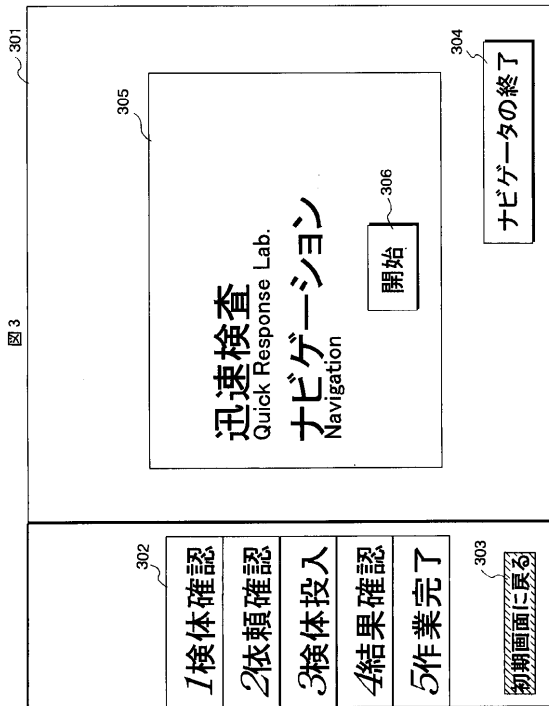 図3
301
302
1検体確認
2依頼確認
3検体投入
4結果確認
5作業完了
303
初期画面に戻る
305
迅速検査
Quick Response Lab.
ナビゲーション
Navigation
306
開始
304
ナビゲータの終了